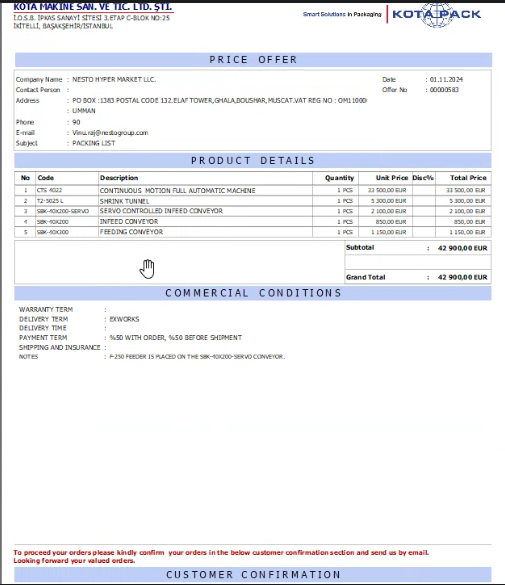 KOTA MAKİNE SAN. VE TİC. LTD. ŞTİ.
İ.O.S.B. İPKAS SANAYİ SİTESİ 3.ETAP C-BLOK NO:25
İKİTELLİ, BAŞAKŞEHİR/İSTANBUL
Smart Solutions in Packaging
KOTA PACK
PRICE OFFER
Company Name : NESTO HYPER MARKET LLC. Date : 01.11.2024
Contact Person : Offer No : 00000583
Address : PO BOX :1383 POSTAL CODE 132.ELAF TOWER,GHALA,BOUSHAR,MUSCAT.VAT REG NO : OM110000
: UMMAN
Phone : 90
E-mail : Vinu.raj@nestogroup.com
Subject : PACKING LIST
PRODUCT DETAILS
No Code Description Quantity Unit Price Disc% Total Price
1 CTS 4022 CONTINUOUS MOTION FULL AUTOMATIC MACHINE 1 PCS 33 500,00 EUR 33 500,00 EUR
2 T2-5025 L SHRINK TUNNEL 1 PCS 5 300,00 EUR 5 300,00 EUR
3 SBK-40X200-SERVO SERVO CONTROLLED INFEED CONVEYOR 1 PCS 2 100,00 EUR 2 100,00 EUR
4 SBK-40X200 INFEED CONVEYOR 1 PCS 850,00 EUR 850,00 EUR
5 SBK-40X300 FEEDING CONVEYOR 1 PCS 1 150,00 EUR 1 150,00 EUR
Subtotal : 42 900,00 EUR
Grand Total : 42 900,00 EUR
COMMERCIAL CONDITIONS
WARRANTY TERM :
DELIVERY TERM : EXWORKS
DELIVERY TIME :
PAYMENT TERM : %50 WITH ORDER, %50 BEFORE SHIPMENT
SHIPPING AND INSURANCE :
NOTES : F-250 FEEDER IS PLACED ON THE SBK-40X200-SERVO CONVEYOR.
To proceed your orders please kindly confirm your orders in the below customer confirmation section and send us by email.
Looking forward your valued orders.
CUSTOMER CONFIRMATION